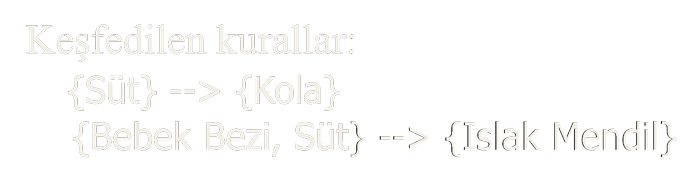 Keşfedilen kurallar:
{Süt} --> {Kola}
{Bebek Bezi, Süt} --> {Islak Mendil}